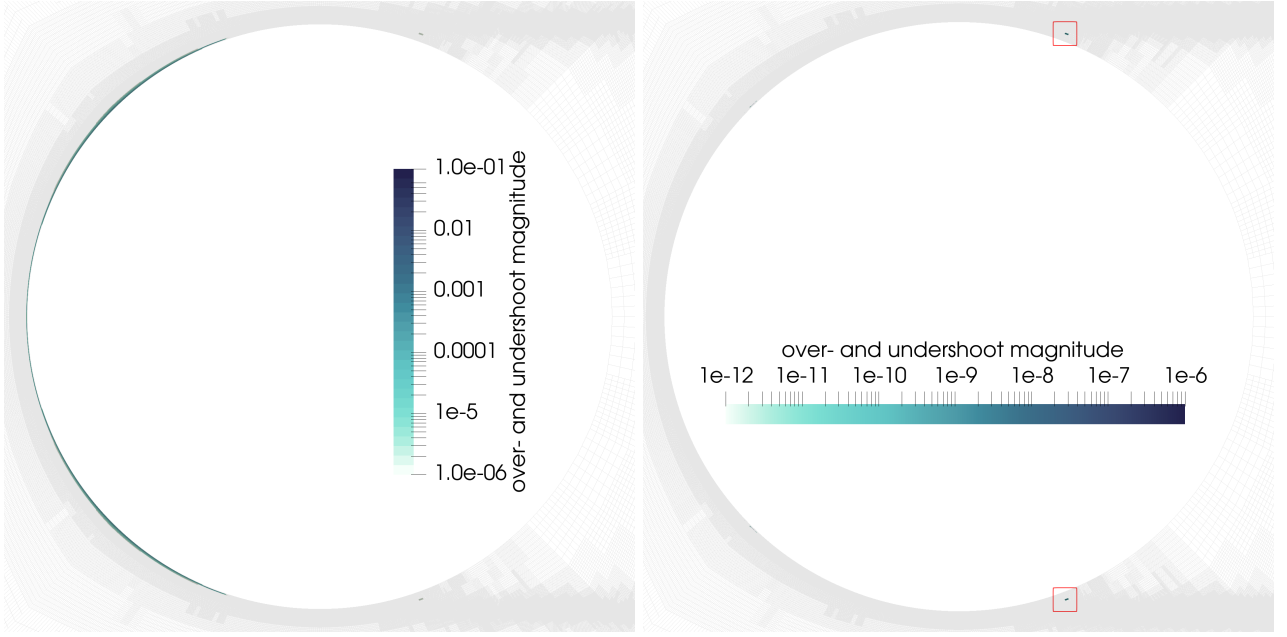 1.0e-01
0.01
0.001
0.0001
1e-5
1.0e-06
over- and undershoot magnitude
over- and undershoot magnitude
1e-12 1e-11 1e-10 1e-9 1e-8 1e-7 1e-6